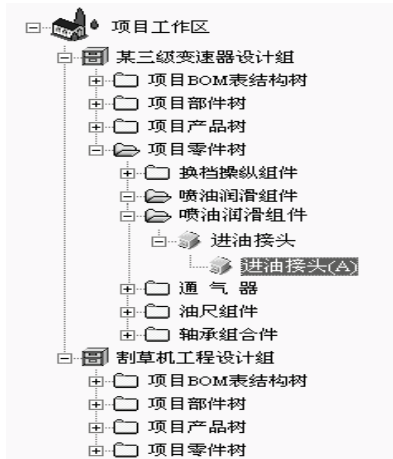 项目工作区
某三级变速器设计组
项目BOM表结构树
项目部件树
项目产品树
项目零件树
换档操纵组件
喷油润滑组件
喷油润滑组件
进油接头
进油接头(A)
通 气 器
油尺组件
轴承组合件
割草机工程设计组
项目BOM表结构树
项目部件树
项目产品树
项目零件树